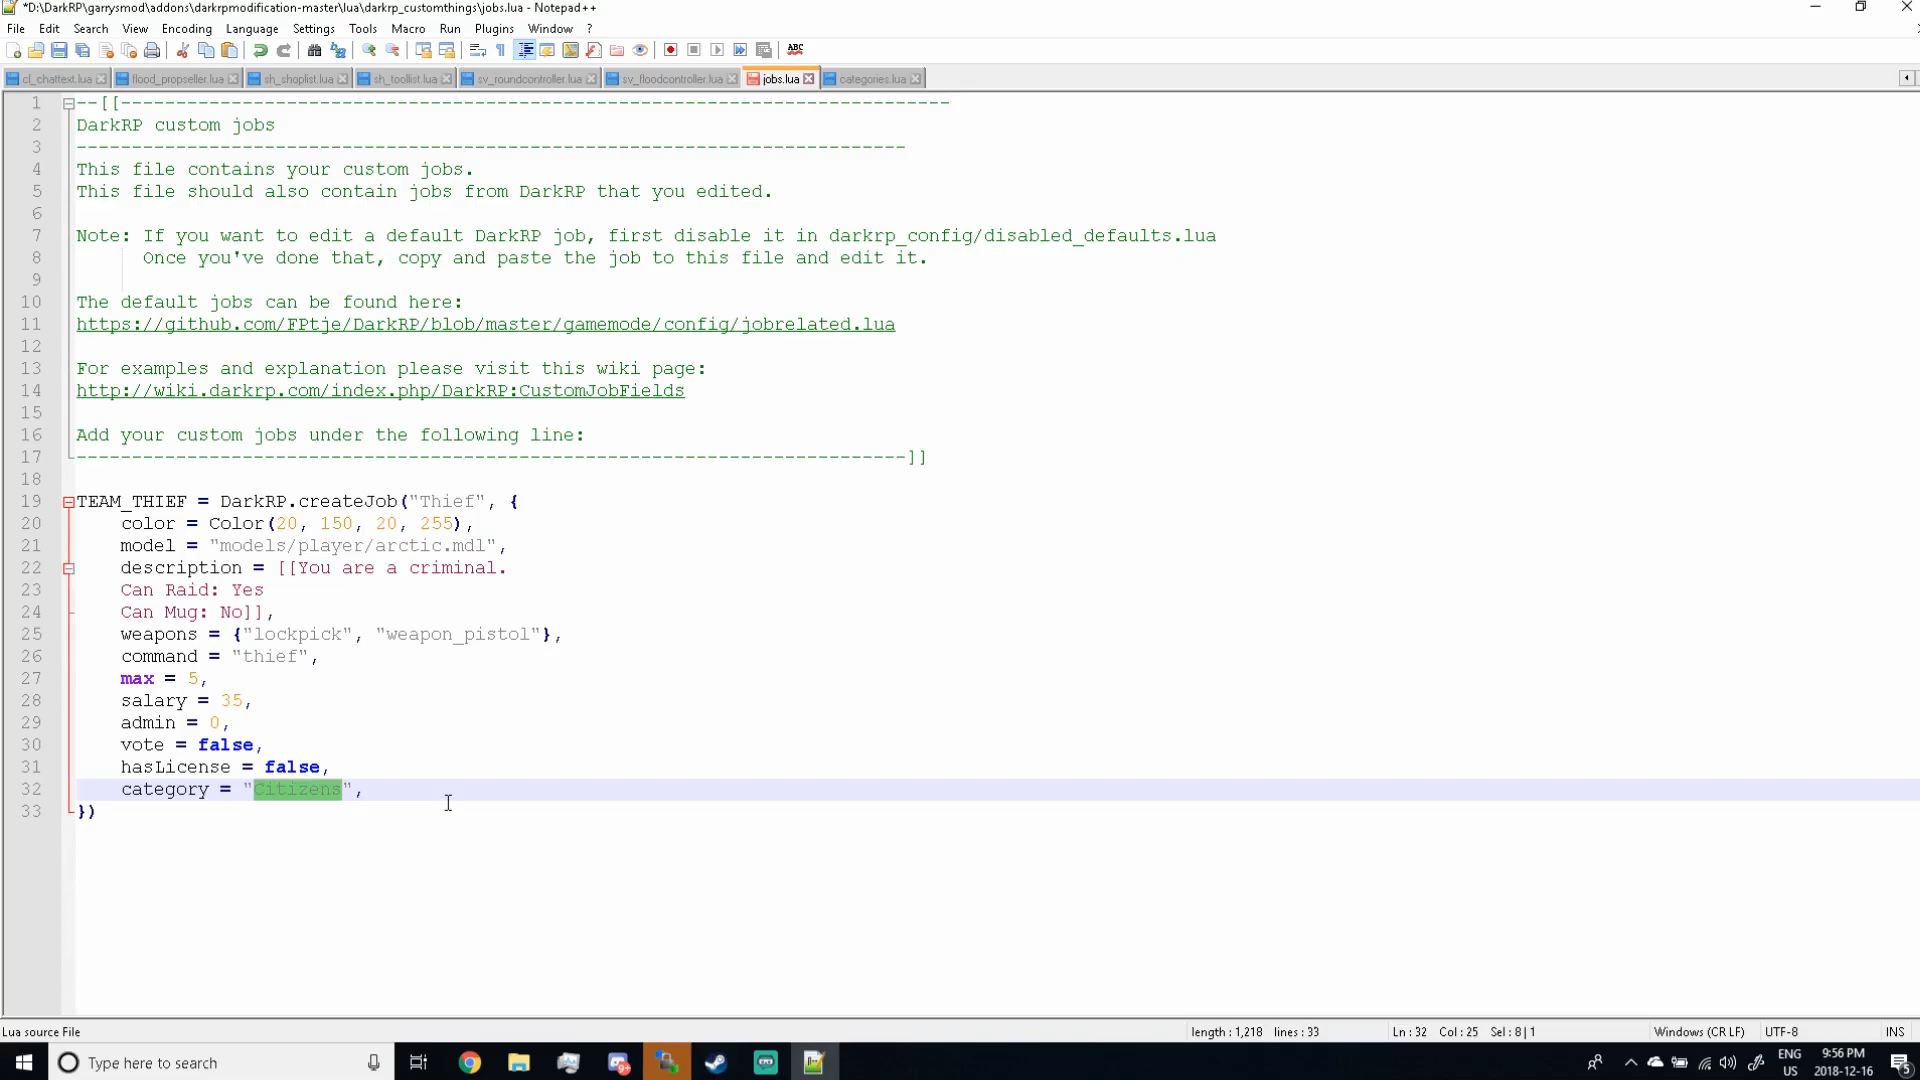 *D:\DarkRP\garrysmod\addons\darkrpmodification-master\lua\darkrp_customthings\jobs.lua - Notepad++
File Edit Search View Encoding Language Settings Tools Macro Run Plugins Window ?
ABC
cl_chattext.lua flood_propseller.lua sh_shoplist.lua sh_toollist.lua sv_roundcontroller.lua sv_floodcontroller.lua jobs.lua categories.lua
1 --[[---------------------------------------------------------------------------
2 DarkRP custom jobs
3 ---------------------------------------------------------------------------
4 This file contains your custom jobs.
5 This file should also contain jobs from DarkRP that you edited.
6
7 Note: If you want to edit a default DarkRP job, first disable it in darkrp_config/disabled_defaults.lua
8 Once you've done that, copy and paste the job to this file and edit it.
9
10 The default jobs can be found here:
11 https://github.com/FPtje/DarkRP/blob/master/gamemode/config/jobrelated.lua
12
13 For examples and explanation please visit this wiki page:
14 http://wiki.darkrp.com/index.php/DarkRP:CustomJobFields
15
16 Add your custom jobs under the following line:
17 ---------------------------------------------------------------------------]]
18
19 TEAM_THIEF = DarkRP.createJob("Thief", {
20 color = Color(20, 150, 20, 255),
21 model = "models/player/arctic.mdl",
22 description = [[You are a criminal.
23 Can Raid: Yes
24 Can Mug: No]],
25 weapons = {"lockpick", "weapon_pistol"},
26 command = "thief",
27 max = 5,
28 salary = 35,
29 admin = 0,
30 vote = false,
31 hasLicense = false,
32 category = "Citizens",
33 })
Lua source File length : 1,218 lines : 33 Ln : 32 Col : 25 Sel : 8 | 1 Windows (CR LF) UTF-8 INS
Type here to search
ENG
US
9:56 PM
2018-12-16
5